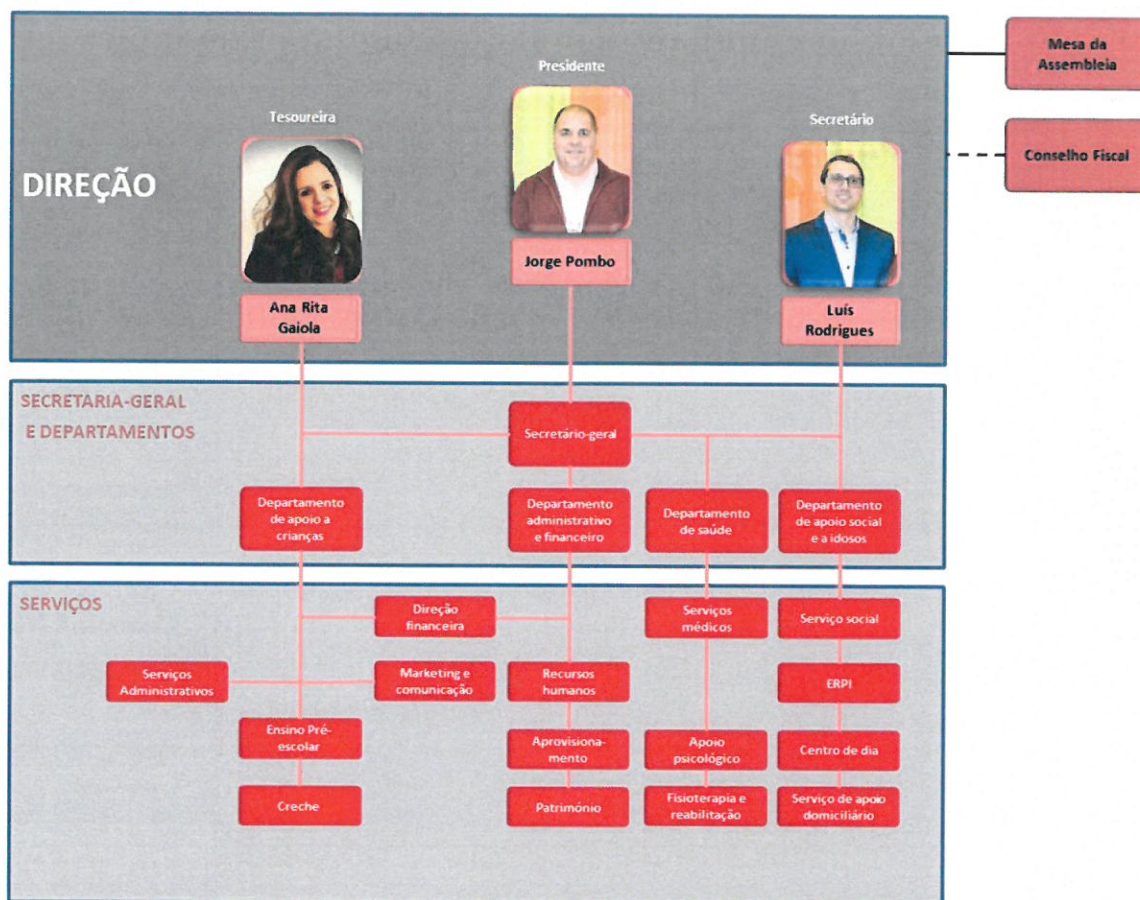 Mesa da
Assembleia
Presidente
Tesoureira
Secretário
Conselho Fiscal
DIREÇÃO
Jorge Pombo
Ana Rita
Gaiola
Luís
Rodrigues
SECRETARIA-GERAL
E DEPARTAMENTOS
Secretário-geral
Departamento
de apoio a
crianças
Departamento
administrativo
e financeiro
Departamento
de saúde
Departamento
de apoio social
e a idosos
SERVIÇOS
Direção
financeira
Serviços
médicos
Serviço social
Serviços
Administrativos
Marketing e
comunicação
Recursos
humanos
ERPI
Ensino Pré-
escolar
Aprovisiona-
mento
Apoio
psicológico
Centro de dia
Creche
Património
Fisioterapia e
reabilitação
Serviço de apoio
domiciliário